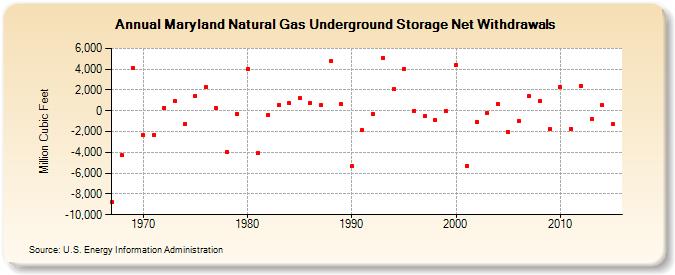 Annual Maryland Natural Gas Underground Storage Net Withdrawals
Million Cubic Feet
6,000
4,000
2,000
0
-2,000
-4,000
-6,000
-8,000
-10,000
1970 1980 1990 2000 2010
Source: U.S. Energy Information Administration